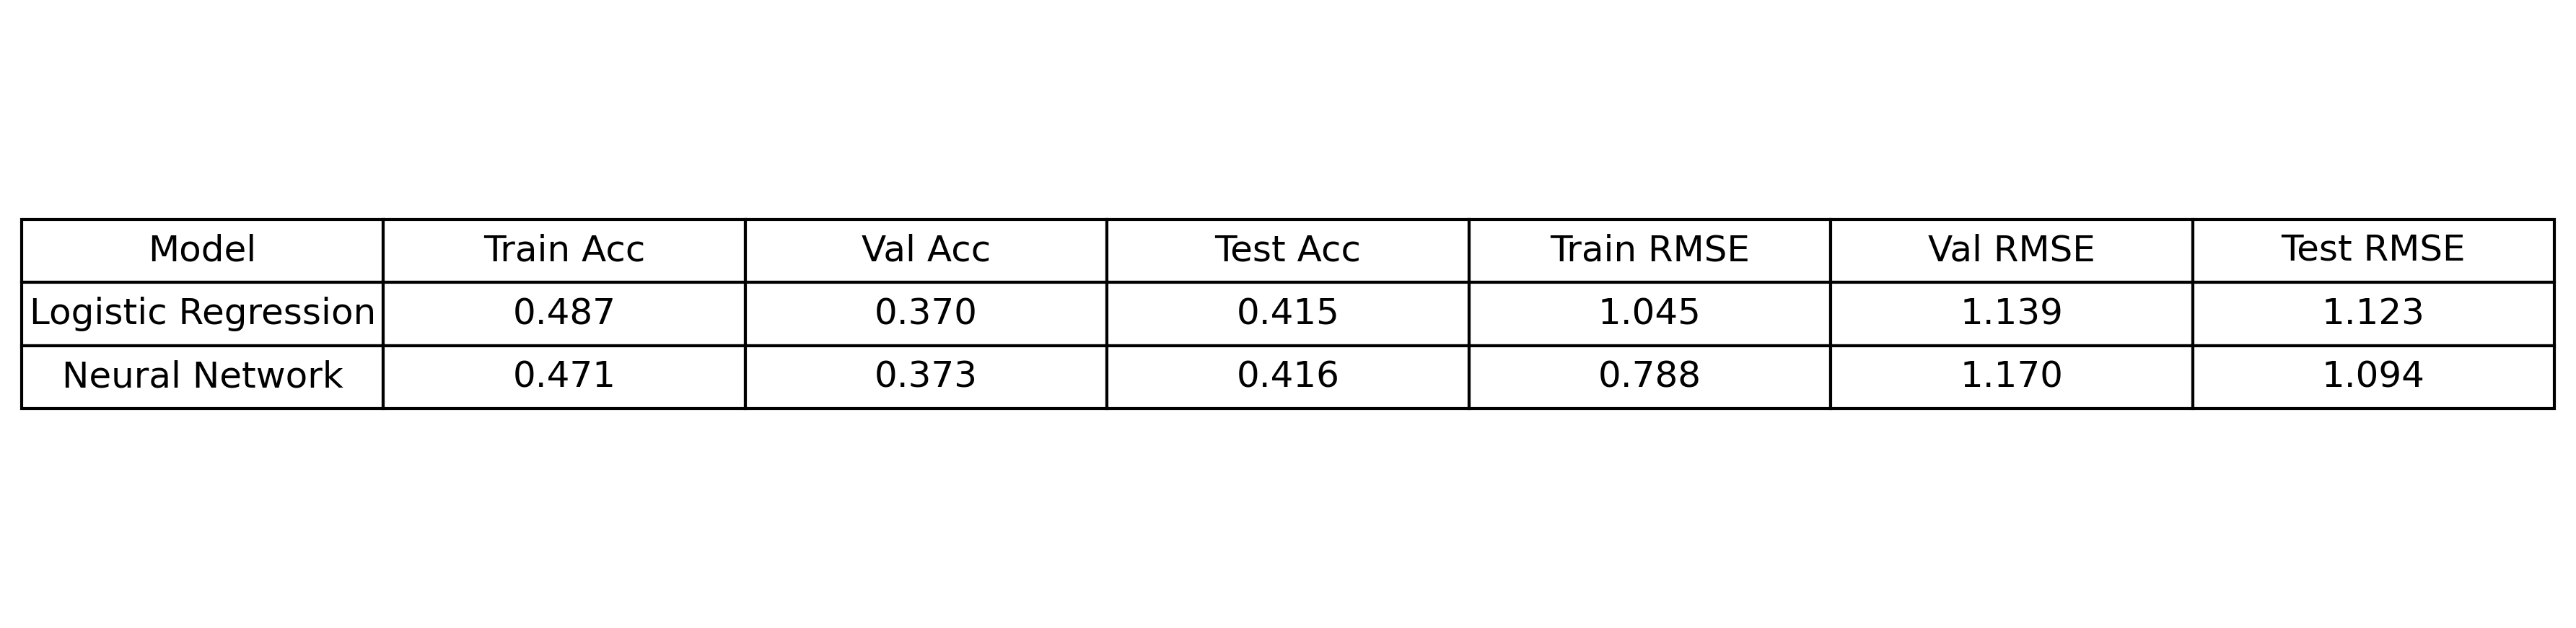 Model Train Acc Val Acc Test Acc Train RMSE Val RMSE Test RMSE
Logistic Regression 0.487 0.370 0.415 1.045 1.139 1.123
Neural Network 0.471 0.373 0.416 0.788 1.170 1.094